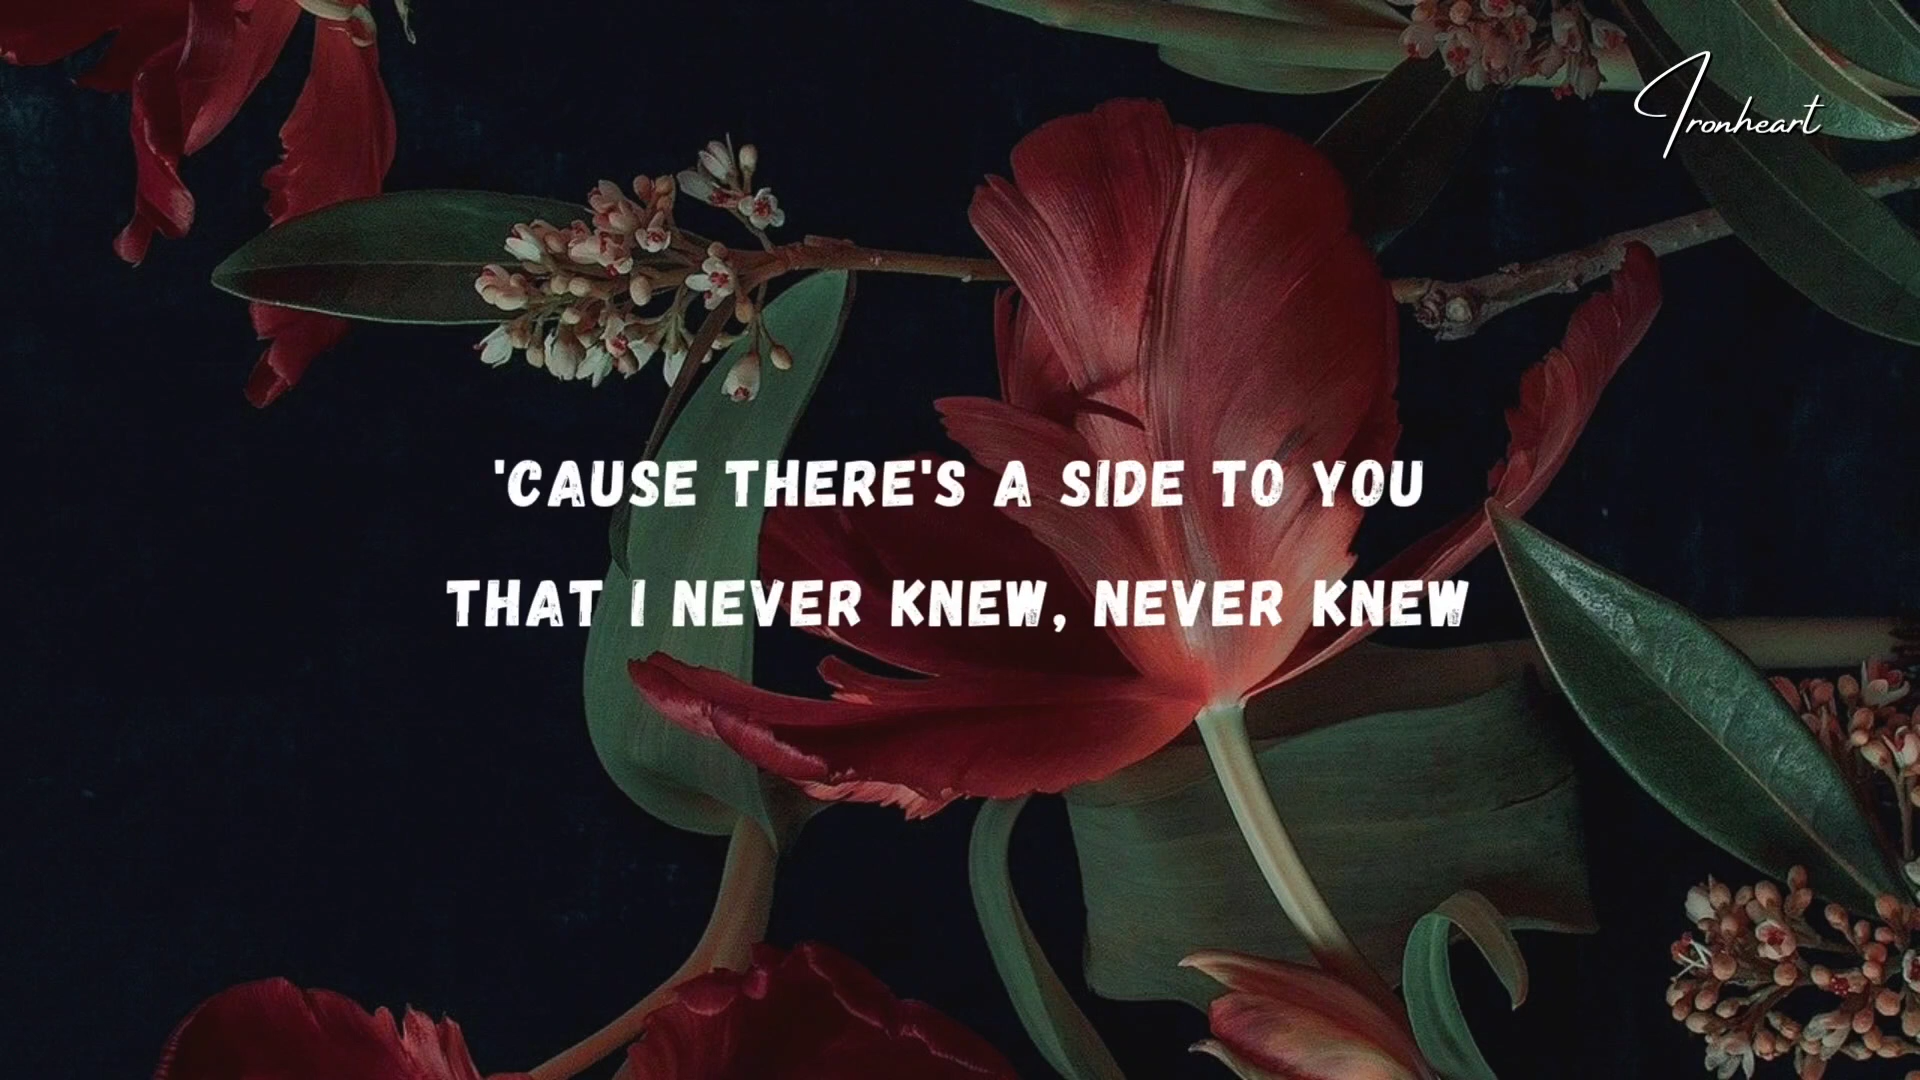 Ironheart
'CAUSE THERE'S A SIDE TO YOU
THAT I NEVER KNEW, NEVER KNEW